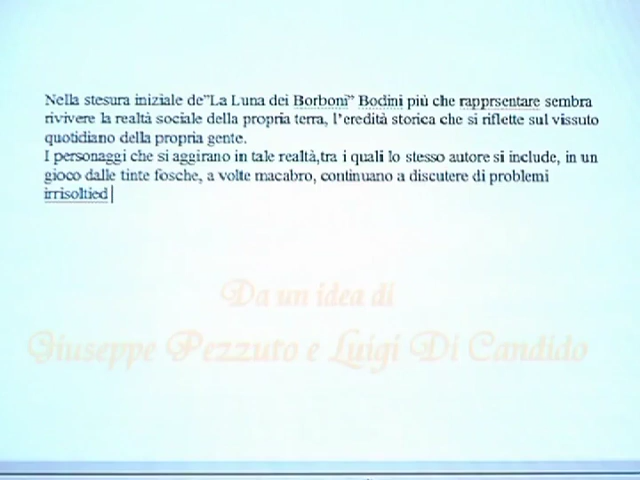 Nella stesura iniziale de"La Luna dei Borboni" Bodini più che rapprsentare sembra
rivivere la realtà sociale della propria terra, l'eredità storica che si riflette sul vissuto
quotidiano della propria gente.
I personaggi che si aggirano in tale realtà,tra i quali lo stesso autore si include, in un
gioco dalle tinte fosche, a volte macabro, continuano a discutere di problemi
irrisoltied
Da un idea di
Giuseppe Pezzuto e Luigi Di Candido